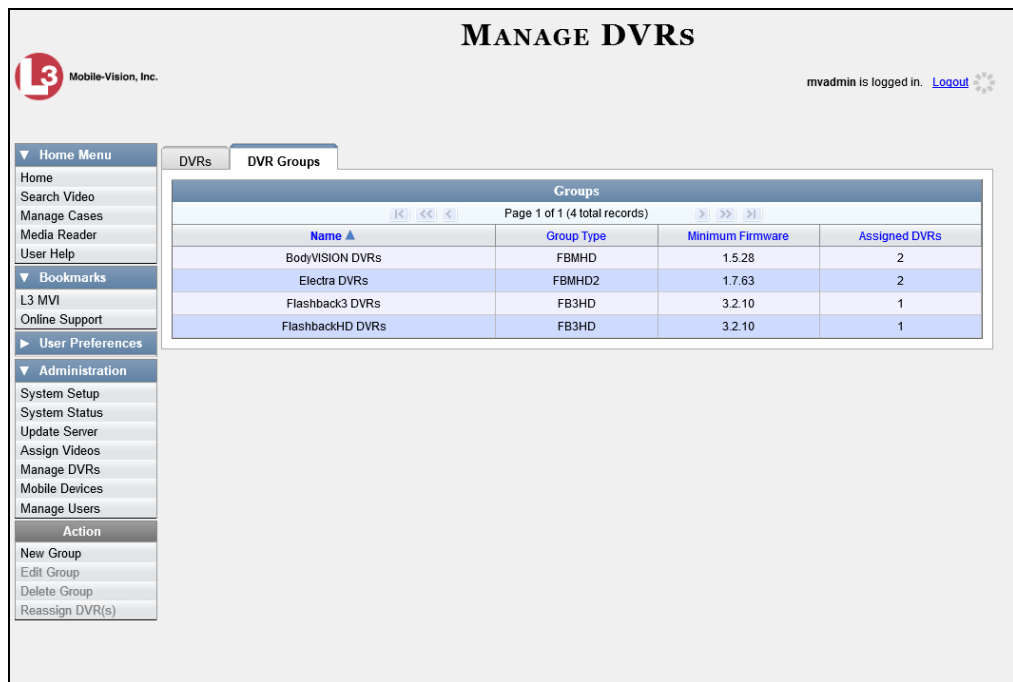 MANAGE DVRS
L3 Mobile-Vision, Inc.
mvadmin is logged in. Logout
▼ Home Menu
Home
Search Video
Manage Cases
Media Reader
User Help
▼ Bookmarks
L3 MVI
Online Support
► User Preferences
▼ Administration
System Setup
System Status
Update Server
Assign Videos
Manage DVRs
Mobile Devices
Manage Users
Action
New Group
Edit Group
Delete Group
Reassign DVR(s)
DVRs DVR Groups
Groups
|< << < Page 1 of 1 (4 total records) > >> >|
Name ▲ Group Type Minimum Firmware Assigned DVRs
BodyVISION DVRs FBMHD 1.5.28 2
Electra DVRs FBMHD2 1.7.63 2
Flashback3 DVRs FB3HD 3.2.10 1
FlashbackHD DVRs FB3HD 3.2.10 1